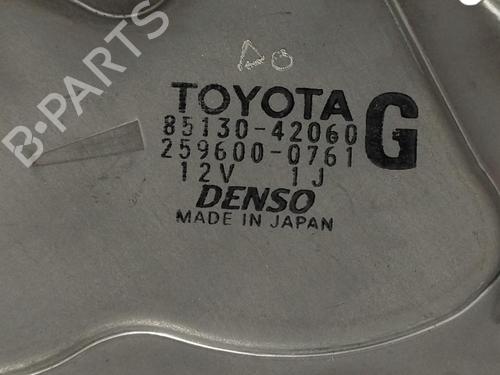 B-PARTS
TOYOTA
85130-42060
G
259600-0761
12V 1J
DENSO
MADE IN JAPAN